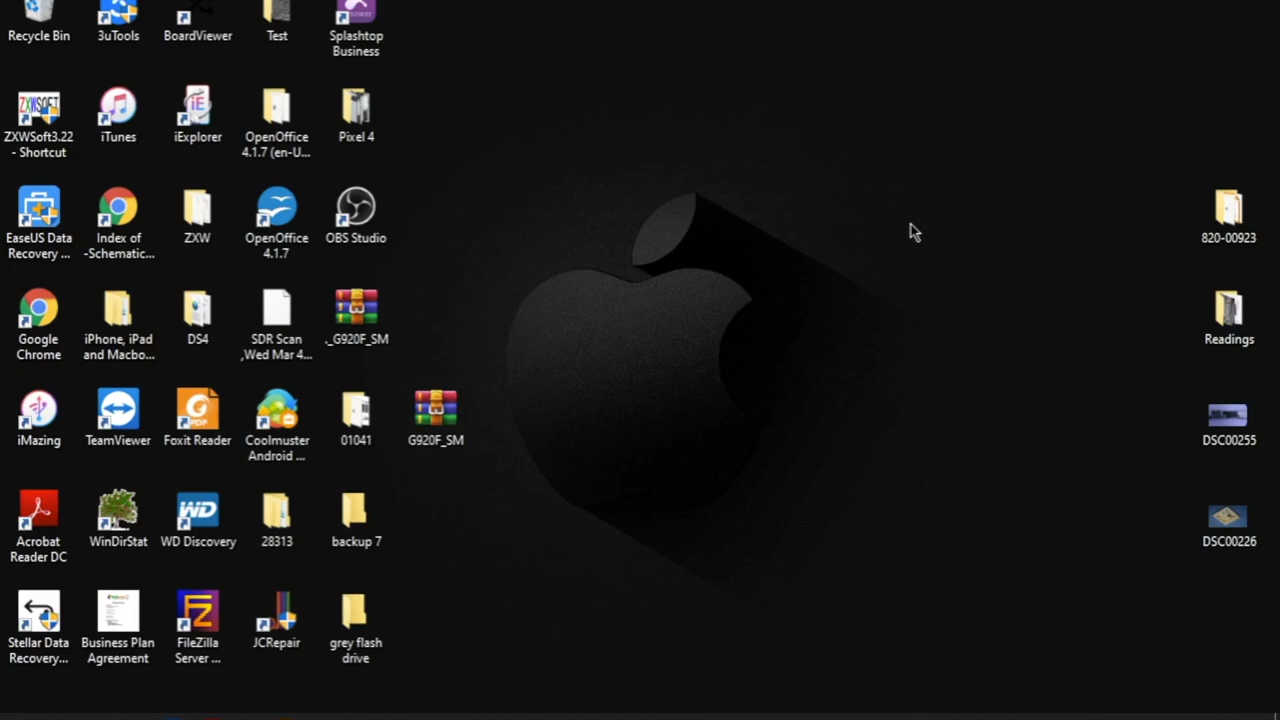 Recycle Bin
3uTools
BoardViewer
Test
Splashtop
Business
ZXWSOFT
ZXWSoft3.22
- Shortcut
iTunes
iE
iExplorer
OpenOffice
4.1.7 (en-U...
Pixel 4
EaseUS Data
Recovery ...
Index of
-Schematic...
ZXW
OpenOffice
4.1.7
OBS Studio
820-00923
Google
Chrome
iPhone, iPad
and Macbo...
DS4
SDR Scan
,Wed Mar 4...
._G920F_SM
Readings
iMazing
TeamViewer
PDF
Foxit Reader
Coolmuster
Android ...
01041
G920F_SM
DSC00255
Acrobat
Reader DC
WinDirStat
WD
WD Discovery
28313
backup 7
DSC00226
Stellar Data
Recovery...
Business Plan
Agreement
FileZilla
Server ...
JCRepair
grey flash
drive